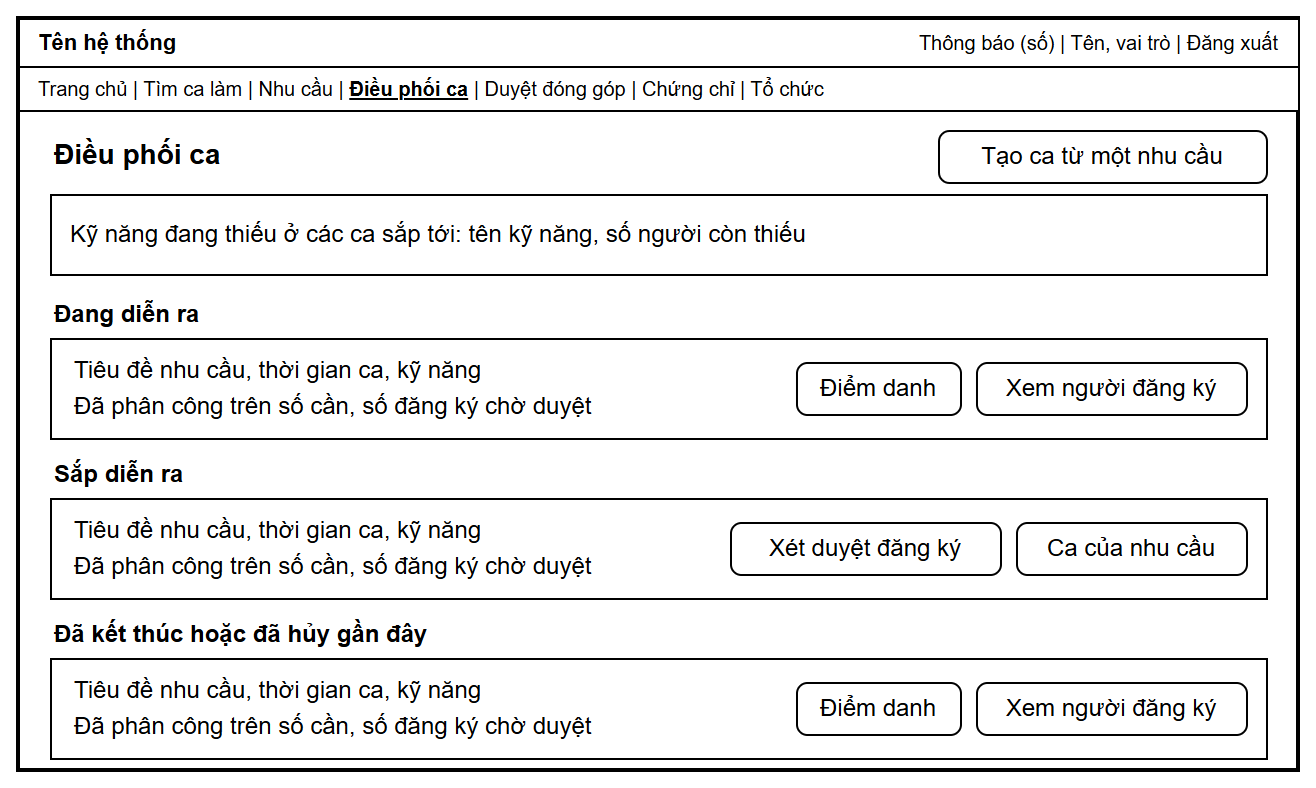 Tên hệ thống
Thông báo (số) | Tên, vai trò | Đăng xuất
Trang chủ | Tìm ca làm | Nhu cầu | Điều phối ca | Duyệt đóng góp | Chứng chỉ | Tổ chức
Điều phối ca
Tạo ca từ một nhu cầu
Kỹ năng đang thiếu ở các ca sắp tới: tên kỹ năng, số người còn thiếu
Đang diễn ra
Tiêu đề nhu cầu, thời gian ca, kỹ năng
Đã phân công trên số cần, số đăng ký chờ duyệt
Điểm danh
Xem người đăng ký
Sắp diễn ra
Tiêu đề nhu cầu, thời gian ca, kỹ năng
Đã phân công trên số cần, số đăng ký chờ duyệt
Xét duyệt đăng ký
Ca của nhu cầu
Đã kết thúc hoặc đã hủy gần đây
Tiêu đề nhu cầu, thời gian ca, kỹ năng
Đã phân công trên số cần, số đăng ký chờ duyệt
Điểm danh
Xem người đăng ký